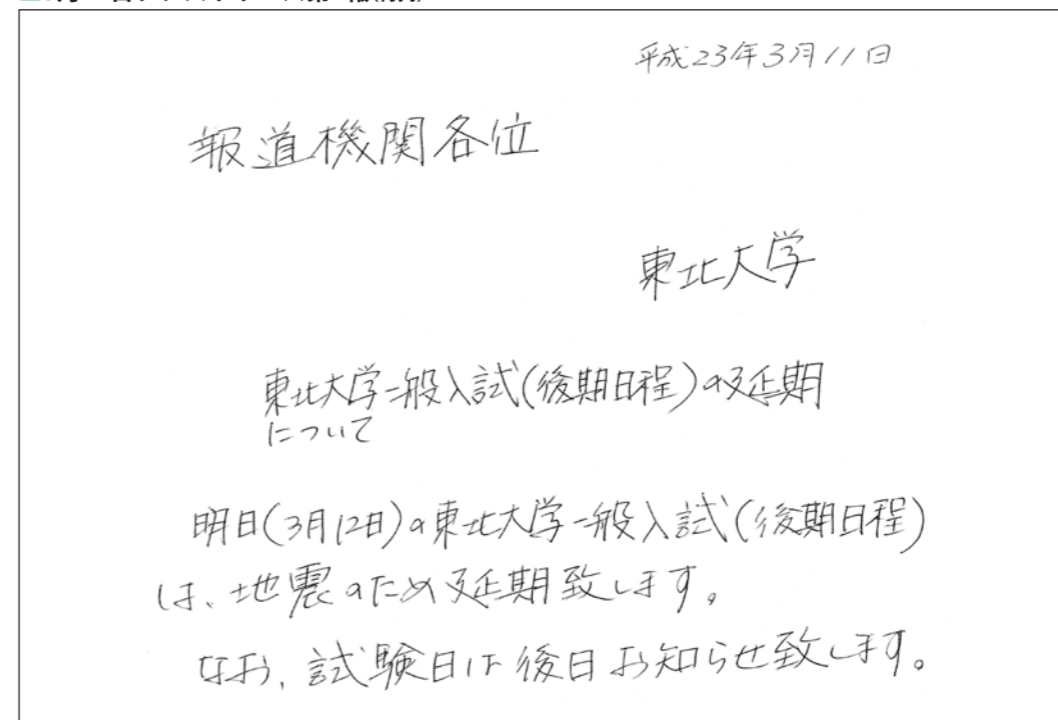 平成23年3月11日
報道機関各位
東北大学
東北大学一般入試(後期日程)の延期
について
明日(3月12日)の東北大学一般入試(後期日程)
は、地震のため延期致します。
なお、試験日は後日お知らせ致します。